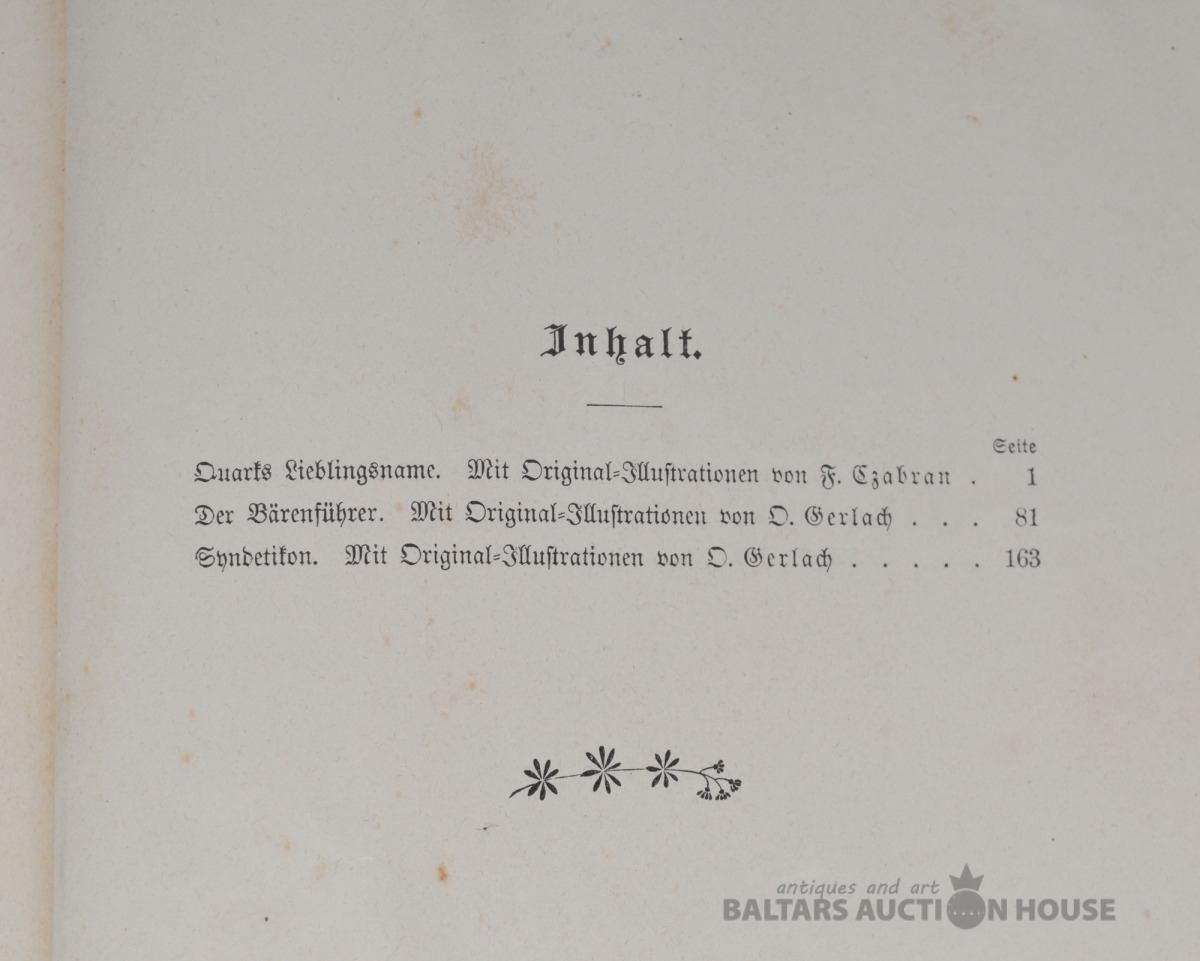 Inhalt.
Seite
Quarks Lieblingsname. Mit Original-Illustrationen von F. Czabran . 1
Der Bärenführer. Mit Original-Illustrationen von O. Gerlach . . . 81
Syndetikon. Mit Original-Illustrationen von O. Gerlach . . . . . 163
antiques and art
BALTARS AUCTION HOUSE